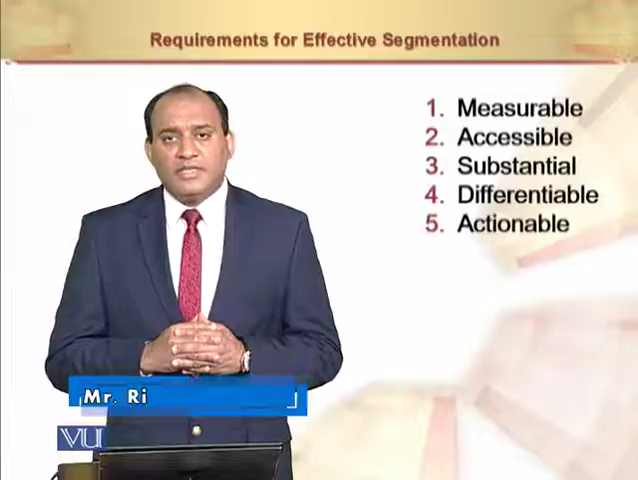 Requirements for Effective Segmentation
1. Measurable
2. Accessible
3. Substantial
4. Differentiable
5. Actionable
Mr. Ri
VU